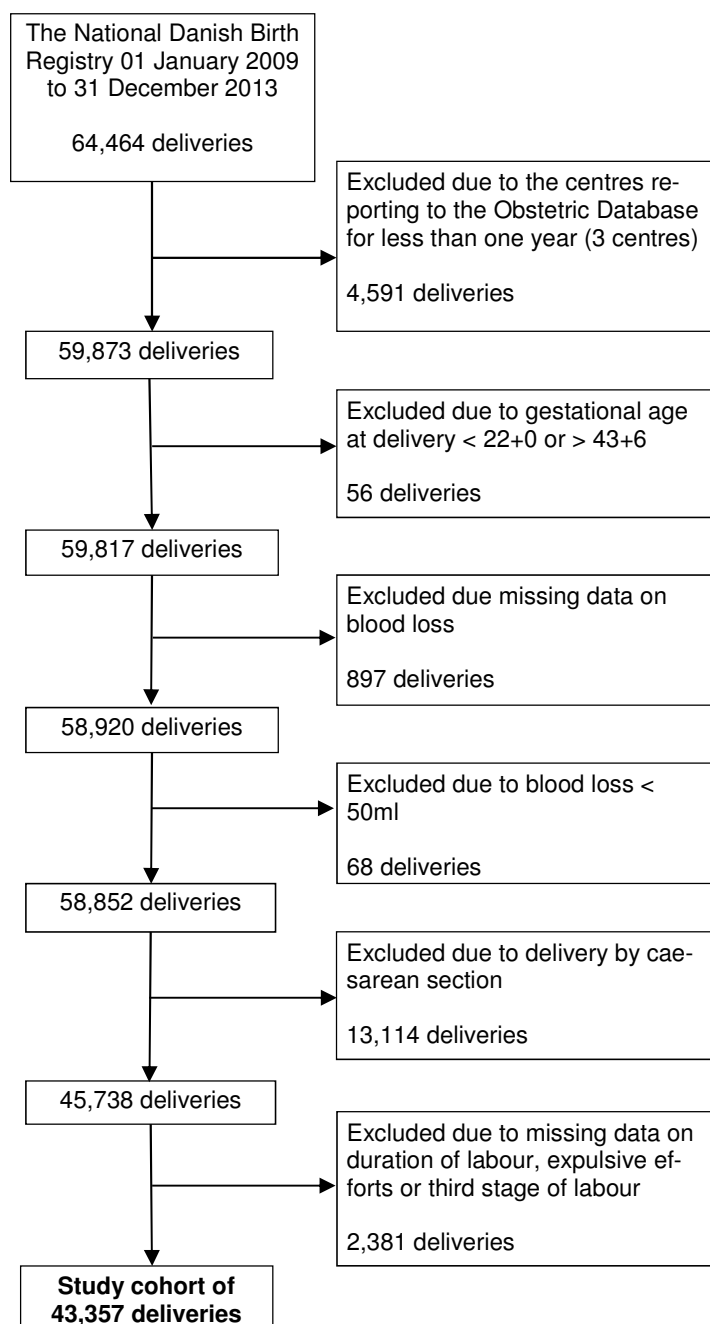 The National Danish Birth
Registry 01 January 2009
to 31 December 2013
64,464 deliveries
Excluded due to the centres re-
porting to the Obstetric Database
for less than one year (3 centres)
4,591 deliveries
59,873 deliveries
Excluded due to gestational age
at delivery < 22+0 or > 43+6
56 deliveries
59,817 deliveries
Excluded due missing data on
blood loss
897 deliveries
58,920 deliveries
Excluded due to blood loss <
50ml
68 deliveries
58,852 deliveries
Excluded due to delivery by cae-
sarean section
13,114 deliveries
45,738 deliveries
Excluded due to missing data on
duration of labour, expulsive ef-
forts or third stage of labour
2,381 deliveries
Study cohort of
43,357 deliveries